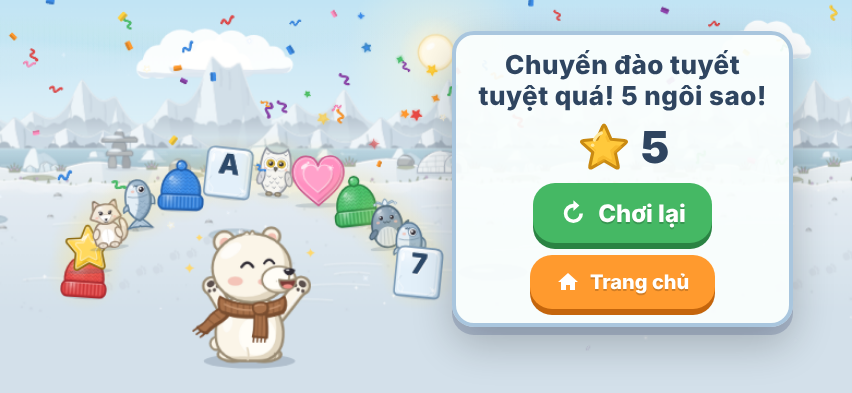 Chuyến đào tuyết
tuyệt quá! 5 ngôi sao!
5
Chơi lại
Trang chủ
A
7